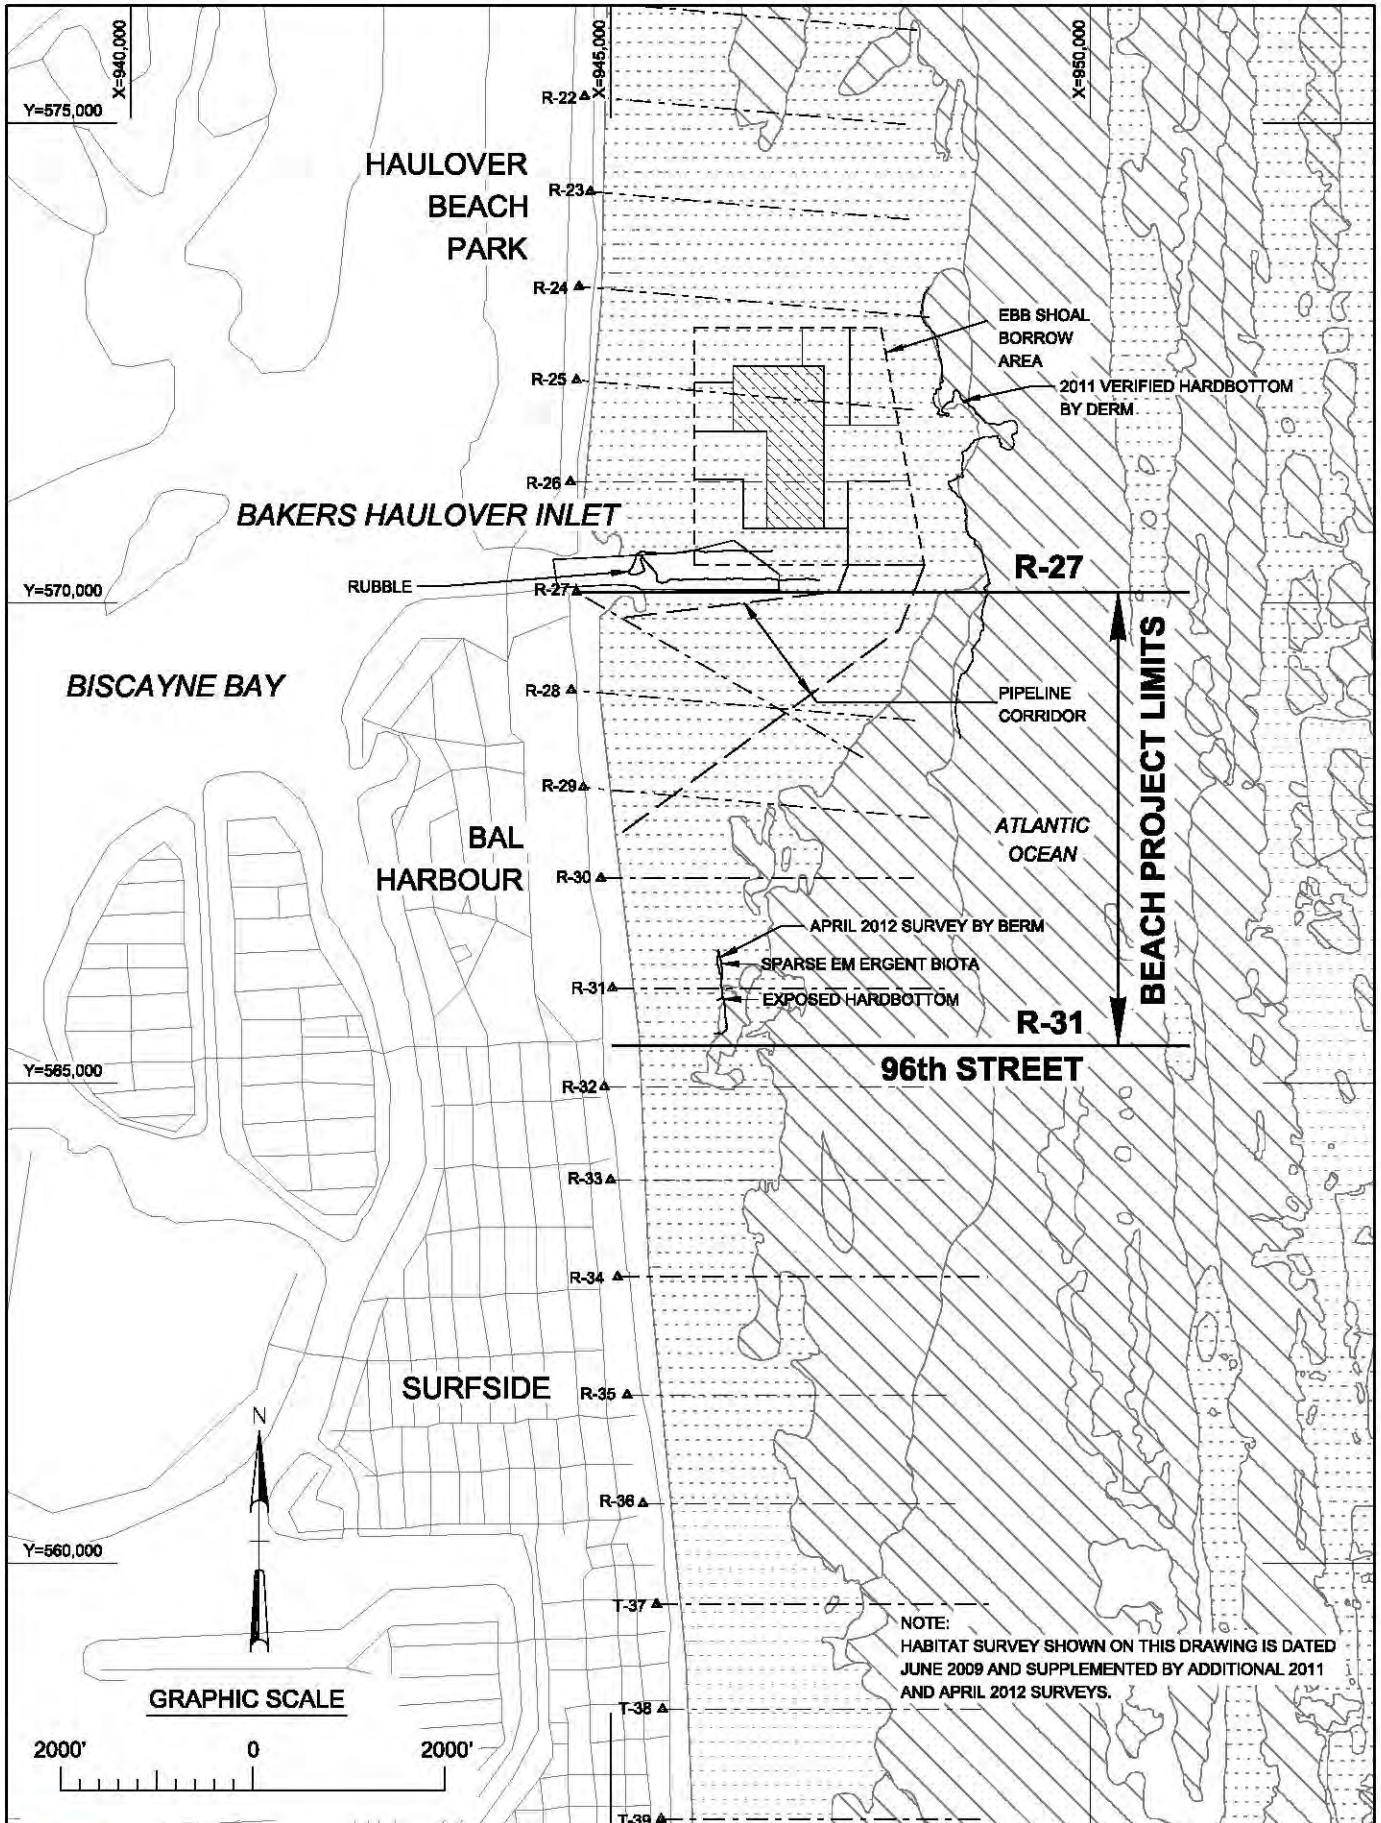 X=940,000
X=945,000
X=950,000
Y=575,000
R-22
HAULOVER
BEACH
PARK
R-23
R-24
EBB SHOAL
BORROW
AREA
R-25
2011 VERIFIED HARDBOTTOM
BY DERM
R-26
BAKERS HAULOVER INLET
R-27
RUBBLE
Y=570,000
R-27
BISCAYNE BAY
R-28
PIPELINE
CORRIDOR
BEACH PROJECT LIMITS
R-29
BAL
HARBOUR
ATLANTIC
OCEAN
R-30
APRIL 2012 SURVEY BY BERM
SPARSE EM ERGENT BIOTA
R-31
EXPOSED HARDBOTTOM
R-31
96th STREET
Y=565,000
R-32
R-33
R-34
SURFSIDE
R-35
N
R-36
Y=560,000
T-37
NOTE:
HABITAT SURVEY SHOWN ON THIS DRAWING IS DATED
JUNE 2009 AND SUPPLEMENTED BY ADDITIONAL 2011
AND APRIL 2012 SURVEYS.
GRAPHIC SCALE
T-38
2000' 0 2000'
T-39